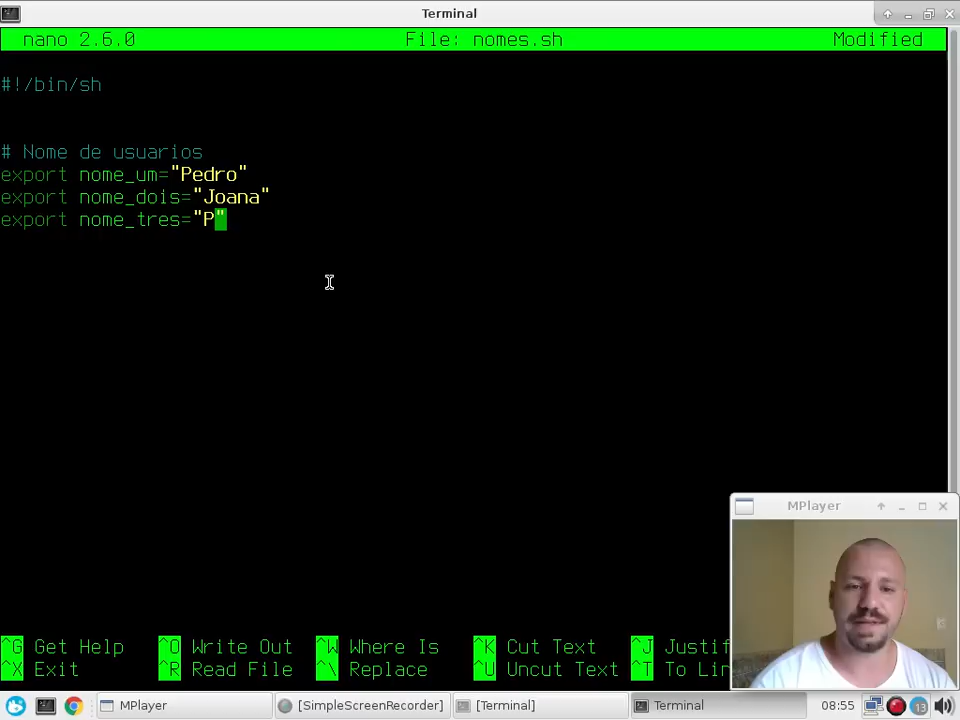 Terminal
nano 2.6.0 File: nomes.sh Modified
#!/bin/sh
# Nome de usuarios
export nome_um="Pedro"
export nome_dois="Joana"
export nome_tres="P"
MPlayer
^G Get Help ^O Write Out ^W Where Is ^K Cut Text ^J Justif
^X Exit ^R Read File ^\ Replace ^U Uncut Text ^T To Lin
MPlayer [SimpleScreenRecorder] [Terminal] Terminal 13 08:55